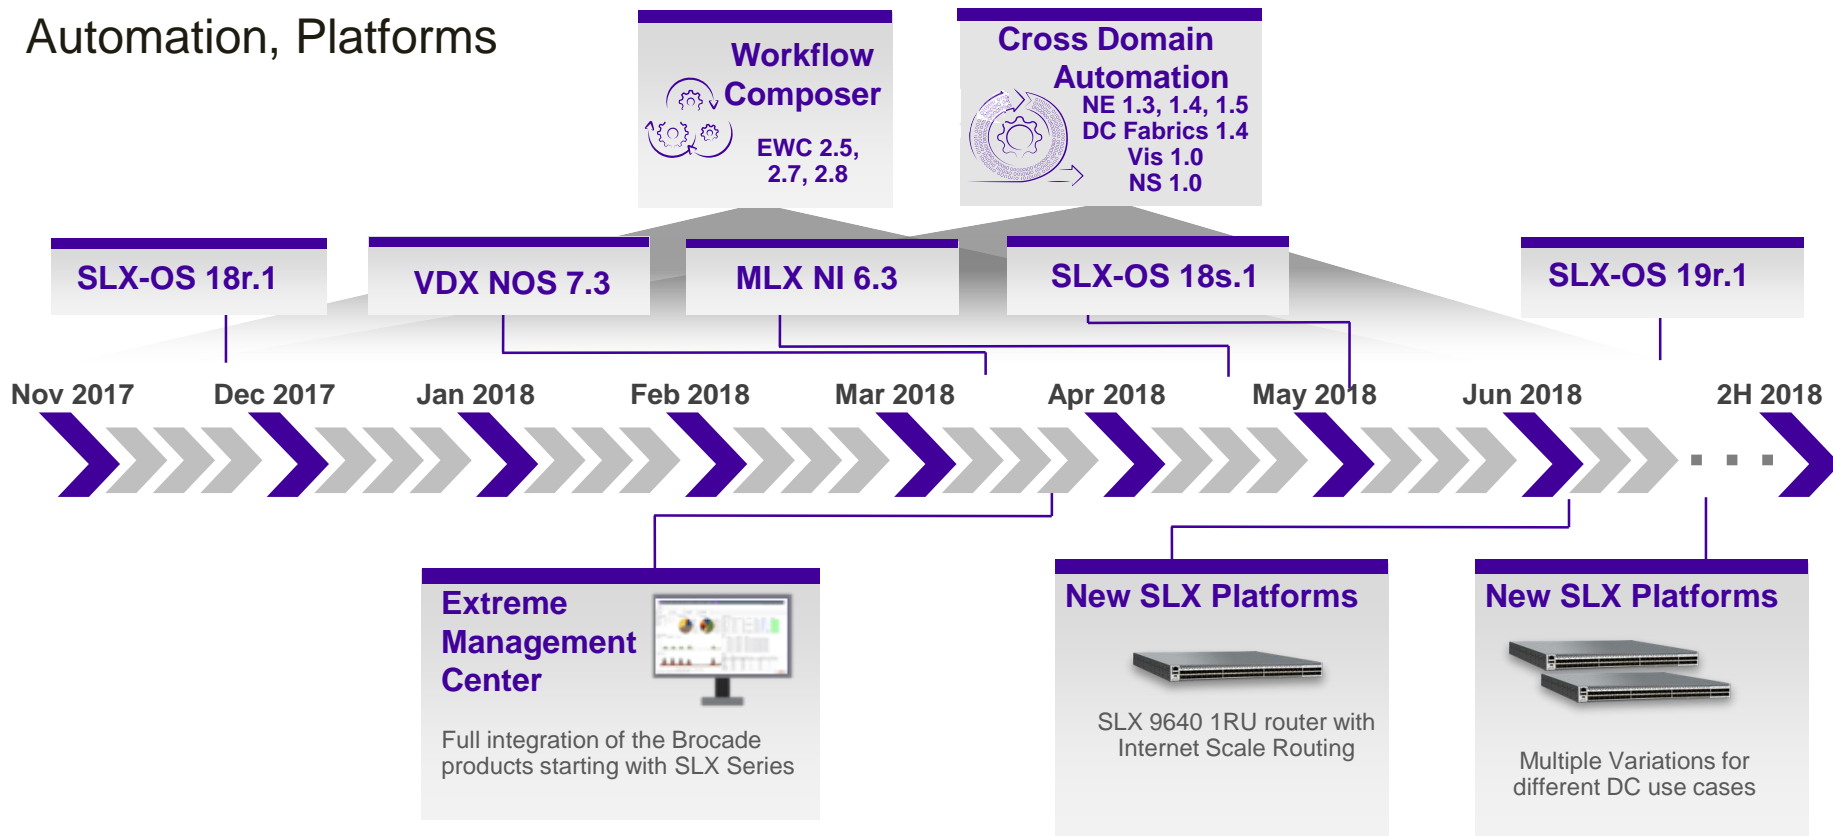 Automation, Platforms
Workflow
Composer
EWC 2.5,
2.7, 2.8
Cross Domain
Automation
NE 1.3, 1.4, 1.5
DC Fabrics 1.4
Vis 1.0
NS 1.0
SLX-OS 18r.1
VDX NOS 7.3
MLX NI 6.3
SLX-OS 18s.1
SLX-OS 19r.1
Nov 2017
Dec 2017
Jan 2018
Feb 2018
Mar 2018
Apr 2018
May 2018
Jun 2018
2H 2018
Extreme
Management
Center
Full integration of the Brocade
products starting with SLX Series
New SLX Platforms
SLX 9640 1RU router with
Internet Scale Routing
New SLX Platforms
Multiple Variations for
different DC use cases